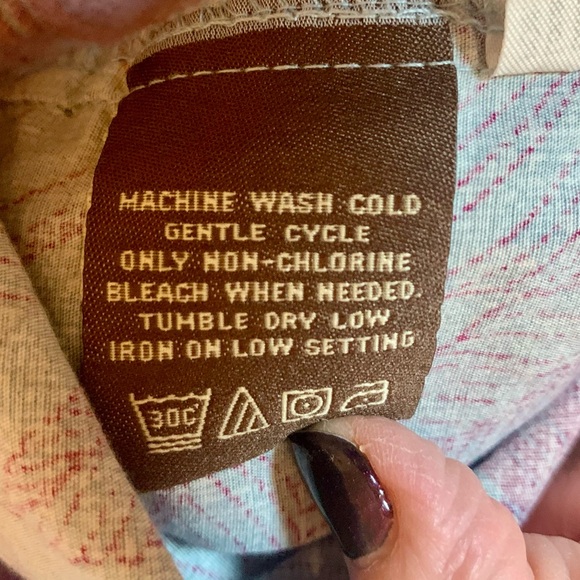 MACHINE WASH COLD
GENTLE CYCLE
ONLY NON-CHLORINE
BLEACH WHEN NEEDED.
TUMBLE DRY LOW
IRON ON LOW SETTING
30C